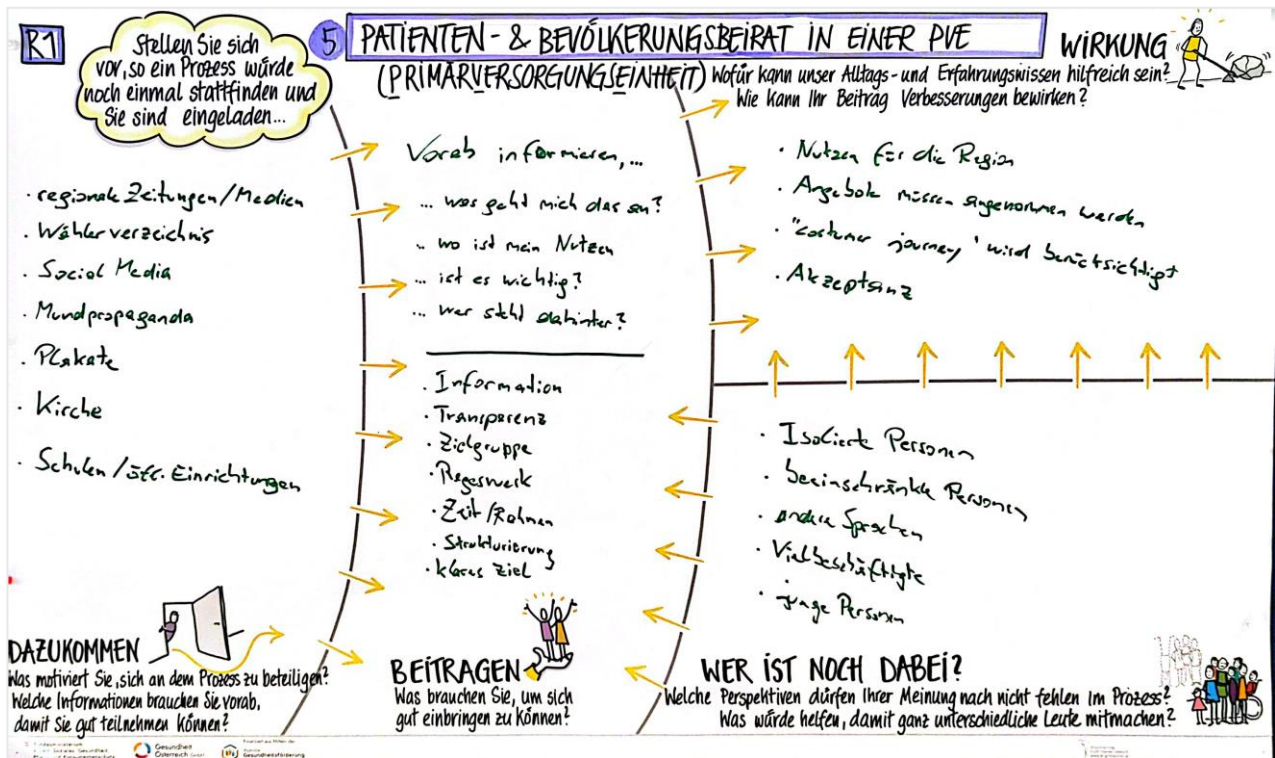 R1
Stellen Sie sich
vor, so ein Prozess würde
noch einmal stattfinden und
Sie sind eingeladen...
5 PATIENTEN- & BEVÖLKERUNGSBEIRAT IN EINER PVE
(PRIMÄRVERSORGUNGSEINHEIT)
WIRKUNG
Wofür kann unser Alltags- und Erfahrungswissen hilfreich sein?
Wie kann Ihr Beitrag Verbesserungen bewirken?
· regionale Zeitungen/Medien
· Wählerverzeichnis
· Social Media
· Mundpropaganda
· Plakate
· Kirche
· Schulen/öff. Einrichtungen
Vorab informieren,...
... was geht mich das an?
... wo ist mein Nutzen
... ist es wichtig?
... wer steht dahinter?
· Information
· Transparenz
· Zielgruppe
· Regelwerk
· Zeit/Rahmen
· Strukturierung
· klares Ziel
· Nutzen für die Region
· Angebote müssen angenommen werden
· "costumer journey" wird berücksichtigt
· Akzeptanz
· Isolierte Personen
· beeinschränkte Personen
· andere Sprachen
· Vielbeschäftigte
· junge Personen
DAZUKOMMEN
Was motiviert Sie, sich an dem Prozess zu beteiligen?
Welche Informationen brauchen Sie vorab,
damit Sie gut teilnehmen können?
BEITRAGEN
Was brauchen Sie, um sich
gut einbringen zu können?
WER IST NOCH DABEI?
Welche Perspektiven dürfen Ihrer Meinung nach nicht fehlen im Prozess?
Was würde helfen, damit ganz unterschiedliche Leute mitmachen?
Gesundheit
Österreich GmbH
Gesundheitsförderung